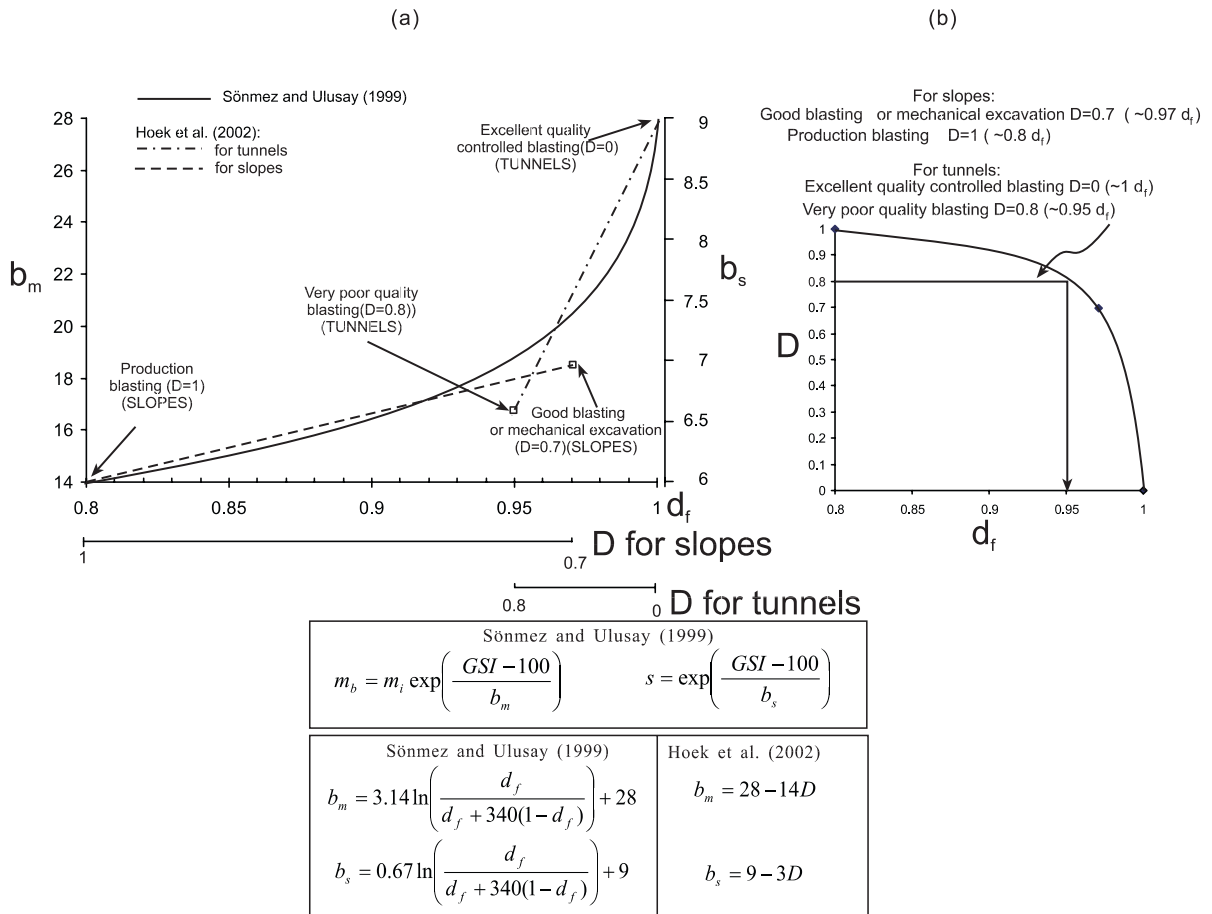 (a)
(b)
Sönmez and Ulusay (1999)
Hoek et al. (2002):
for tunnels
for slopes
Excellent quality
controlled blasting(D=0)
(TUNNELS)
Very poor quality
blasting(D=0.8))
(TUNNELS)
Production
blasting (D=1)
(SLOPES)
Good blasting
or mechanical excavation
(D=0.7)(SLOPES)
28
26
24
22
20
18
16
14
b_m
9
8.5
8
7.5
7
6.5
6
b_s
0.8 0.85 0.9 0.95 1 d_f
1 0.7 D for slopes
0.8 0 D for tunnels
For slopes:
Good blasting or mechanical excavation D=0.7 ( ~0.97 d_f)
Production blasting D=1 ( ~0.8 d_f)
For tunnels:
Excellent quality controlled blasting D=0 (~1 d_f)
Very poor quality blasting D=0.8 (~0.95 d_f)
1
0.9
0.8
0.7
0.6
0.5
0.4
0.3
0.2
0.1
0
D
0.8 0.85 0.9 0.95 1
d_f
Sönmez and Ulusay (1999)
m_b = m_i exp( (GSI − 100) / b_m ) s = exp( (GSI − 100) / b_s )
Sönmez and Ulusay (1999)
b_m = 3.14 ln( d_f / (d_f + 340(1 − d_f)) ) + 28
b_s = 0.67 ln( d_f / (d_f + 340(1 − d_f)) ) + 9
Hoek et al. (2002)
b_m = 28 − 14D
b_s = 9 − 3D